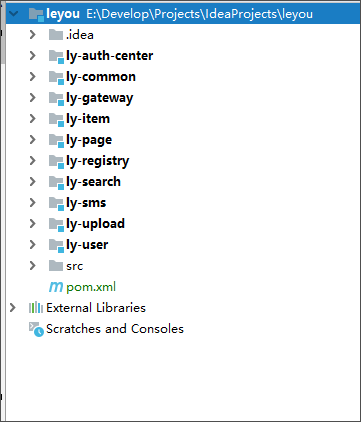 leyou E:\Develop\Projects\IdeaProjects\leyou
.idea
ly-auth-center
ly-common
ly-gateway
ly-item
ly-page
ly-registry
ly-search
ly-sms
ly-upload
ly-user
src
pom.xml
External Libraries
Scratches and Consoles